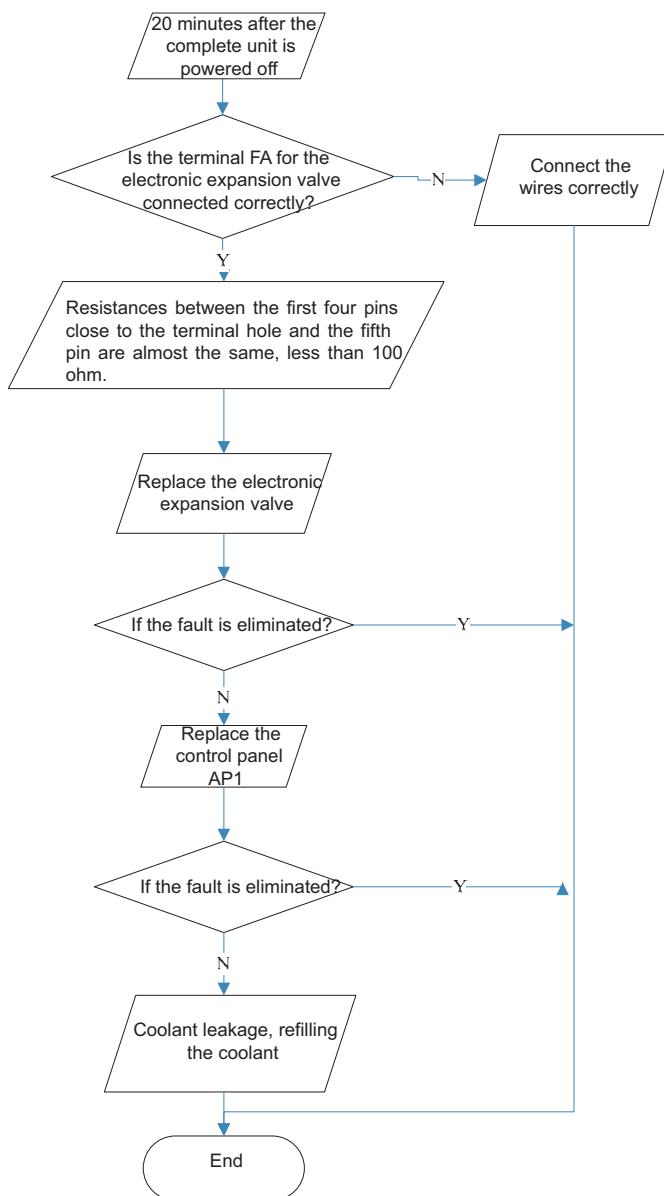 20 minutes after the
complete unit is
powered off
Is the terminal FA for the
electronic expansion valve
connected correctly?
N
Connect the
wires correctly
Y
Resistances between the first four pins
close to the terminal hole and the fifth
pin are almost the same, less than 100
ohm.
Replace the electronic
expansion valve
If the fault is eliminated?
Y
N
Replace the
control panel
AP1
If the fault is eliminated?
Y
N
Coolant leakage, refilling
the coolant
End